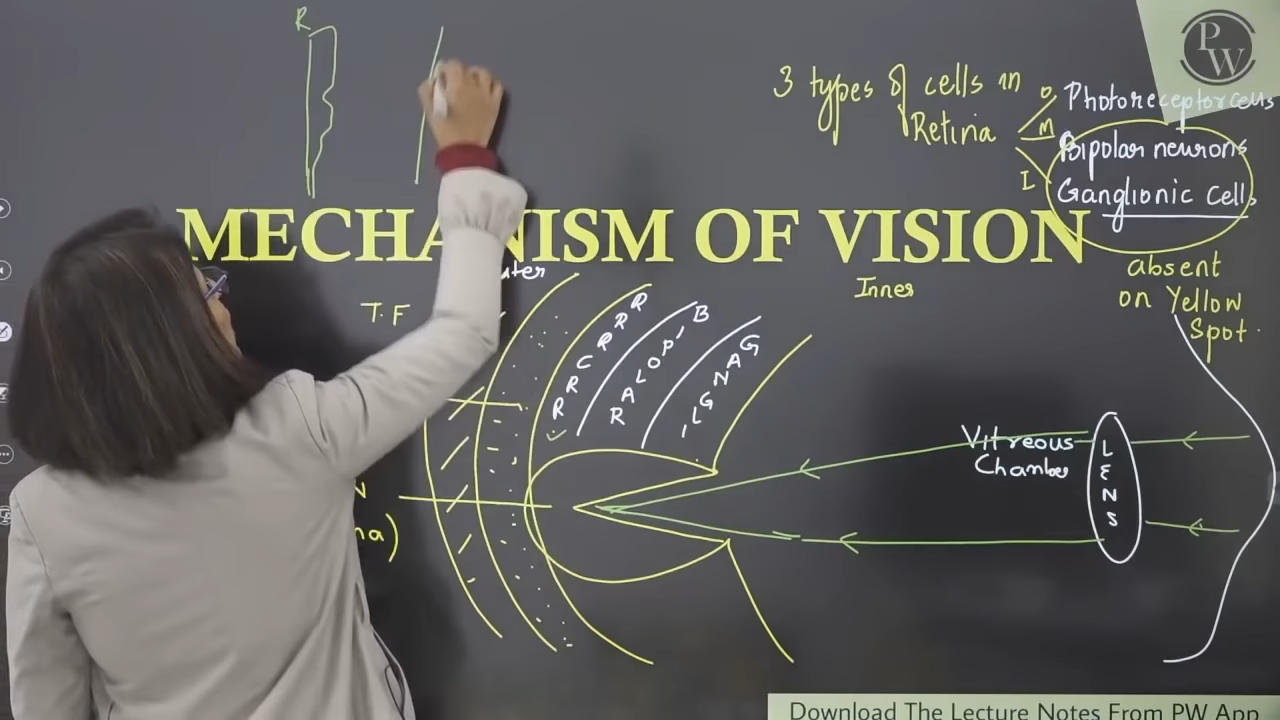 R
PW
3 types of cells in
Retina
O Photoreceptor cells
M Bipolar neurons
I Ganglionic cells
absent
on Yellow
Spot.
MECHANISM OF VISION
Inner
T.F
R R R C R R
B I P O L A R
G A N G L I
Vitreous
Chamber
LENS
Download The Lecture Notes From PW App